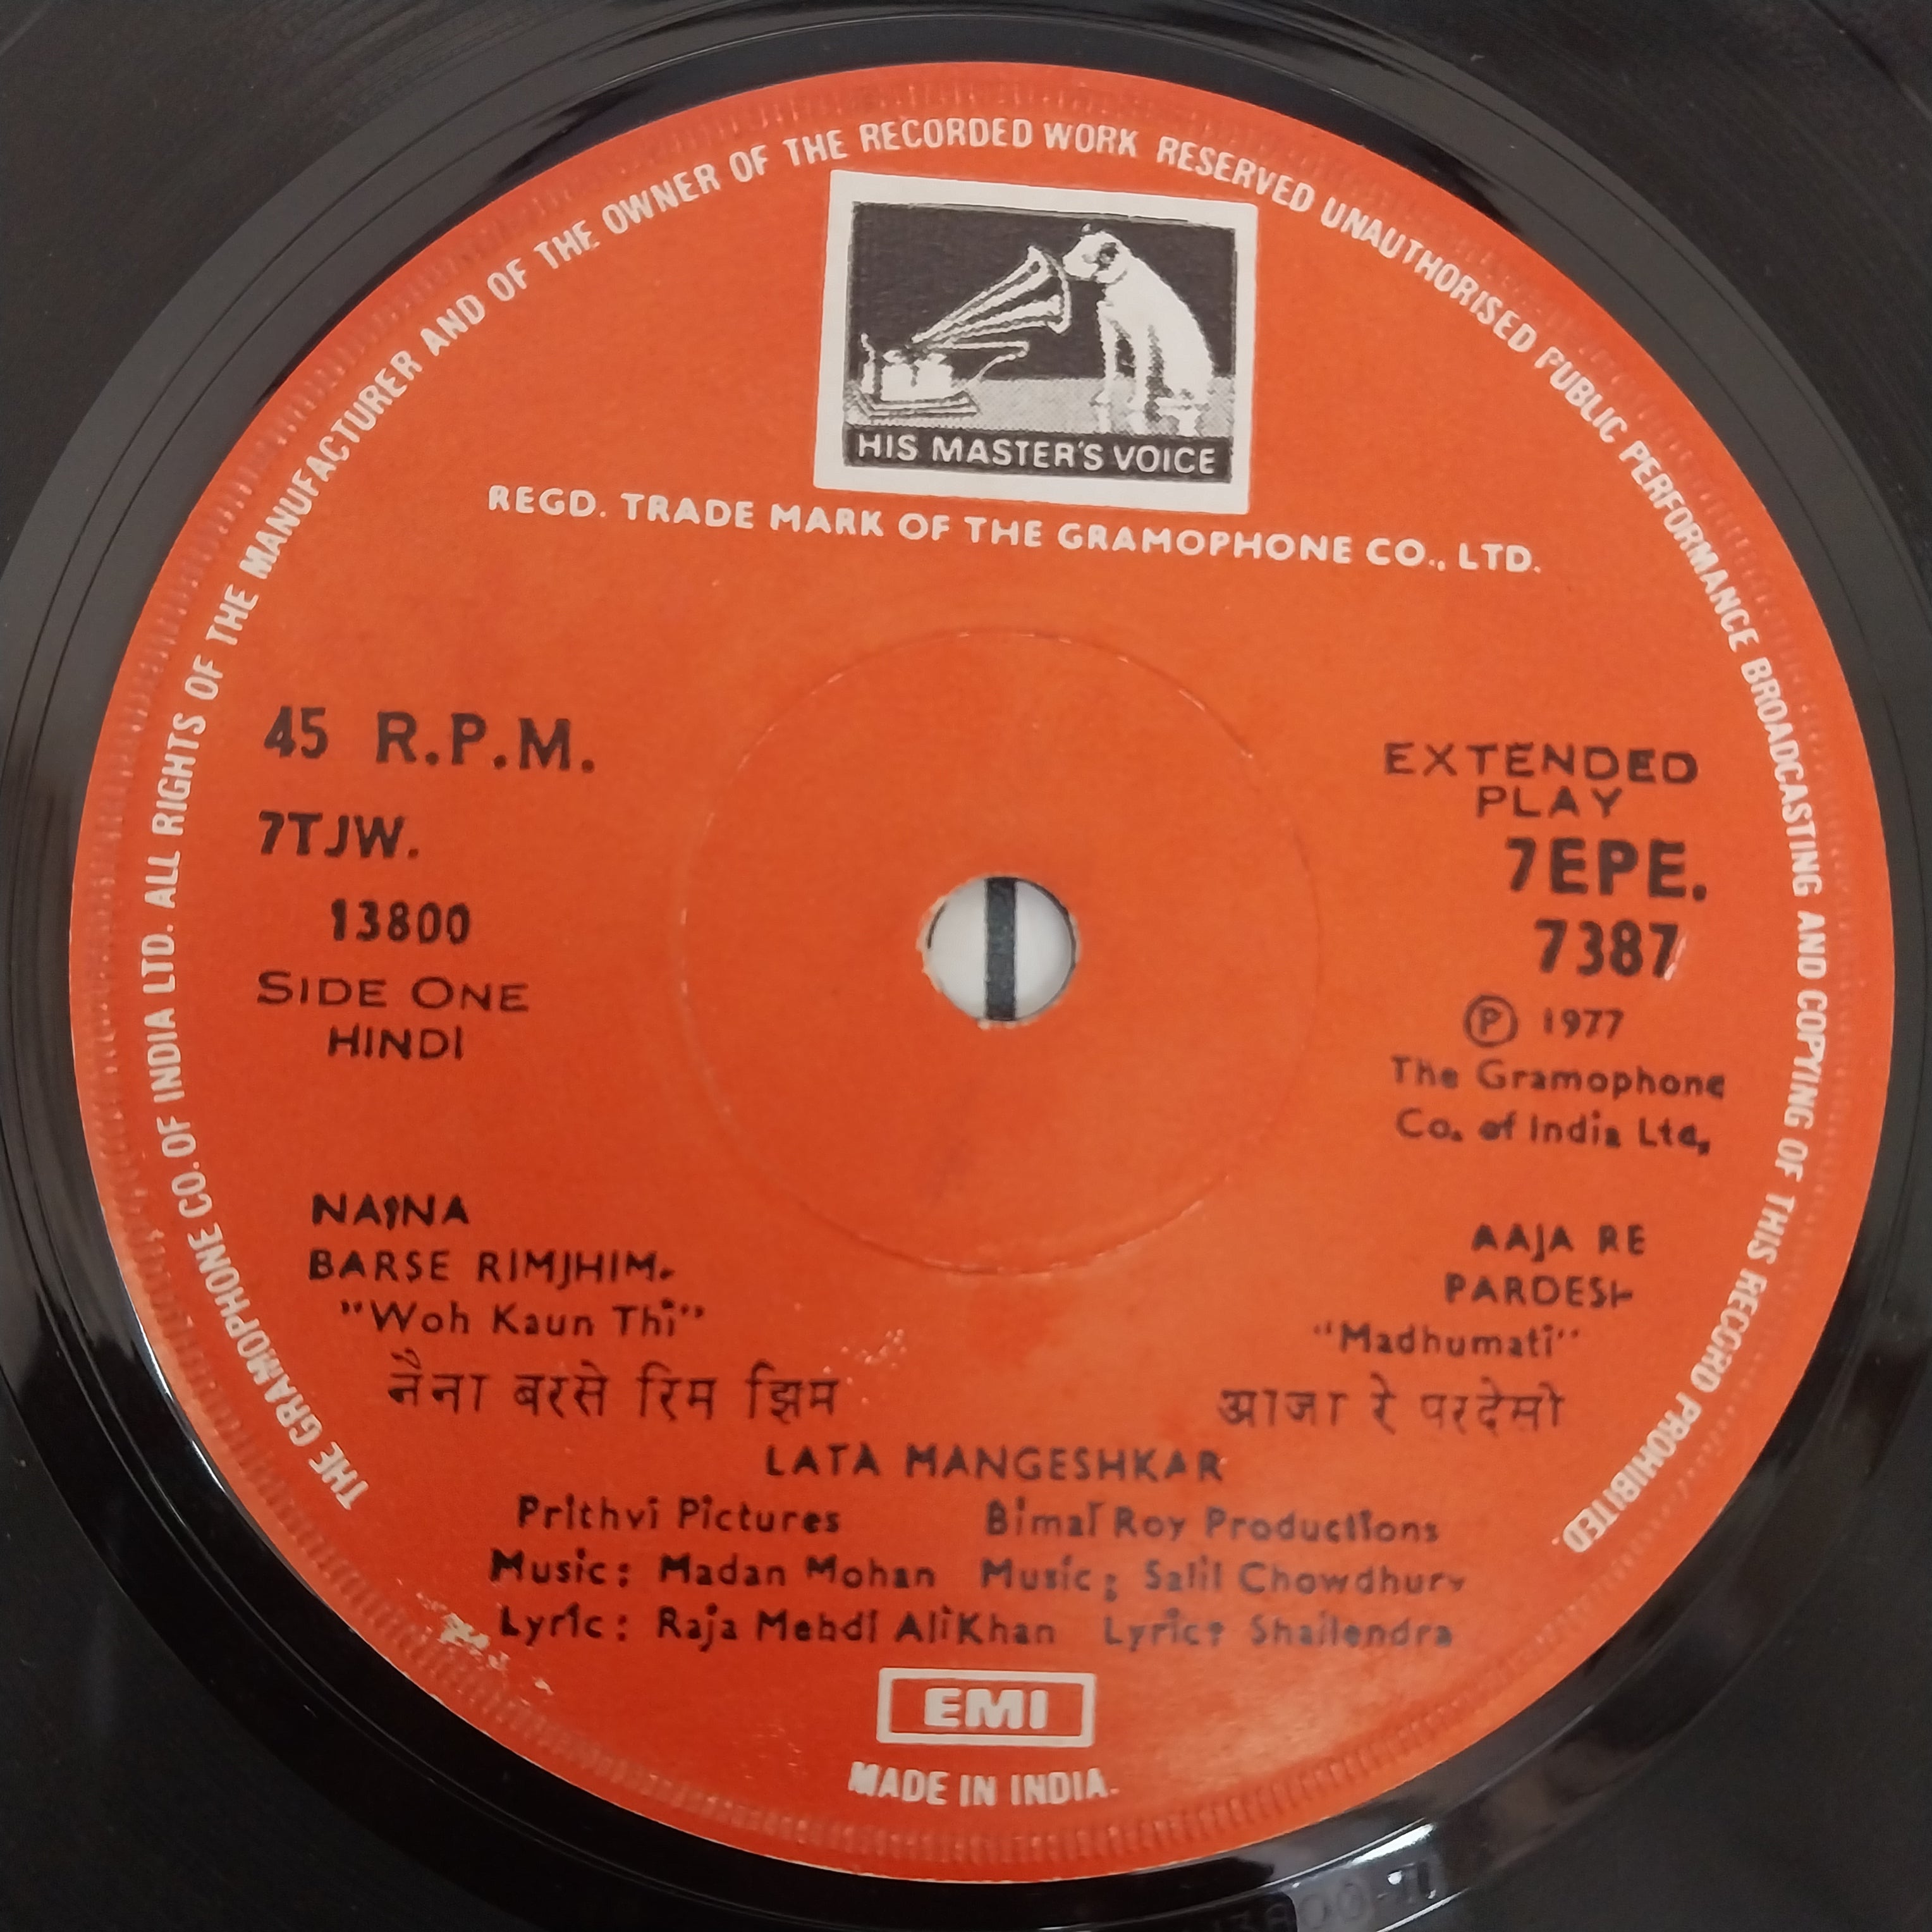 THE GRAMOPHONE CO. OF INDIA LTD. ALL RIGHTS OF THE MANUFACTURER AND OF THE OWNER OF THE RECORDED WORK RESERVED UNAUTHORISED PUBLIC PERFORMANCE BROADCASTING AND COPYING OF THIS RECORD PROHIBITED.
HIS MASTER'S VOICE
REGD. TRADE MARK OF THE GRAMOPHONE CO., LTD.
45 R.P.M.
7TJW.
13800
SIDE ONE
HINDI
EXTENDED
PLAY
7EPE.
7387
Ⓟ 1977
The Gramophone
Co. of India Ltd,
NAINA
BARSE RIMJHIM-
"Woh Kaun Thi"
नैना बरसे रिम झिम
AAJA RE
PARDESI-
"Madhumati"
आजा रे परदेसी
LATA MANGESHKAR
Prithvi Pictures Bimal Roy Productions
Music: Madan Mohan Music: Salil Chowdhury
Lyric: Raja Mehdi Ali Khan Lyric: Shailendra
EMI
MADE IN INDIA.